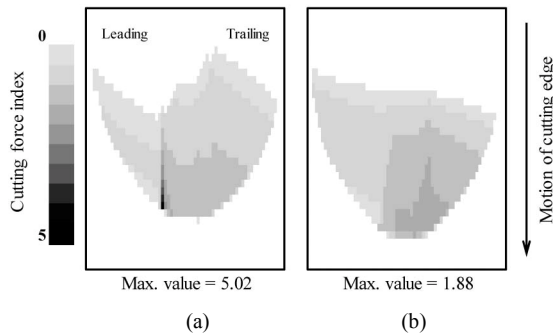 0
Cutting force index
5
Leading
Trailing
Motion of cutting edge
Max. value = 5.02
Max. value = 1.88
(a)
(b)